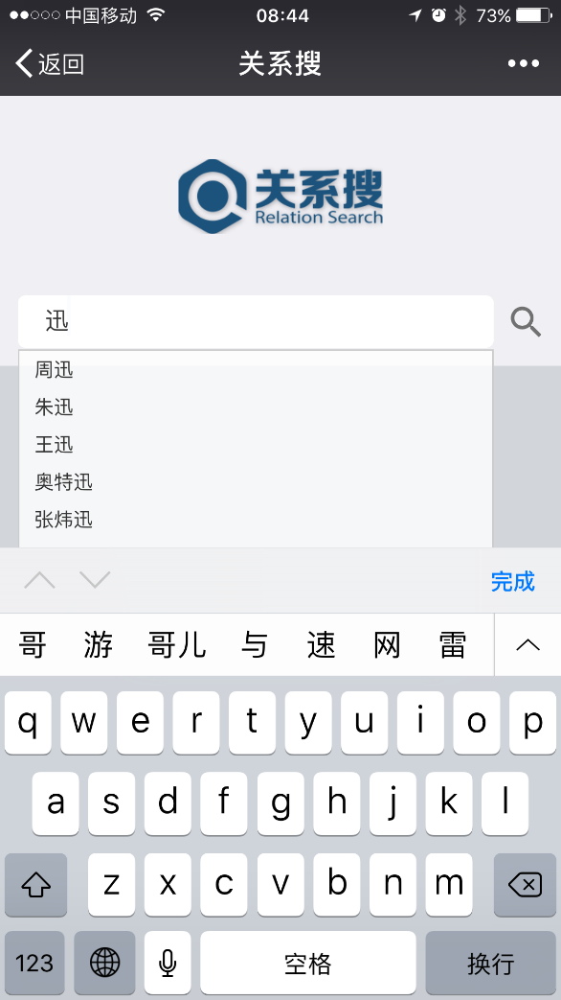 中国移动 08:44 73%
返回 关系搜
关系搜
Relation Search
迅
周迅
朱迅
王迅
奥特迅
张炜迅
完成
哥 游 哥儿 与 速 网 雷
q w e r t y u i o p
a s d f g h j k l
z x c v b n m
123 空格 换行